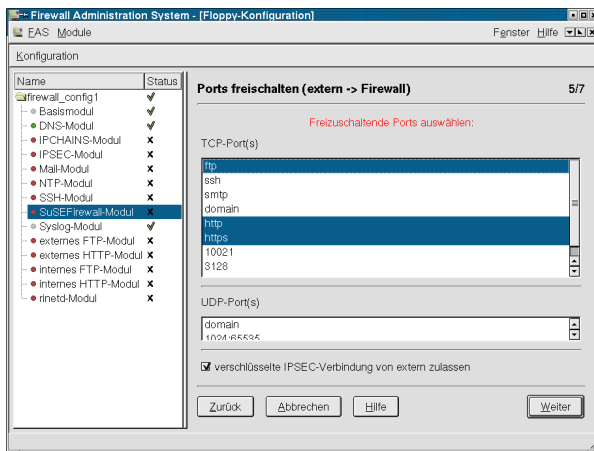 Firewall Administration System - [Floppy-Konfiguration]
EAS Module Fenster Hilfe
Konfiguration
Name Status
firewall_config1
Basismodul
DNS-Modul
IPCHAINS-Modul
IPSEC-Modul
Mail-Modul
NTP-Modul
SSH-Modul
SuSEFirewall-Modul
Syslog-Modul
externes FTP-Modul
externes HTTP-Modul
internes FTP-Modul
internes HTTP-Modul
rinetd-Modul
Ports freischalten (extern -> Firewall) 5/7
Freizuschaltende Ports auswählen:
TCP-Port(s)
ftp
ssh
smtp
domain
http
https
10021
3128
UDP-Port(s)
domain
1024:65535
verschlüsselte IPSEC-Verbindung von extern zulassen
Zurück Abbrechen Hilfe Weiter